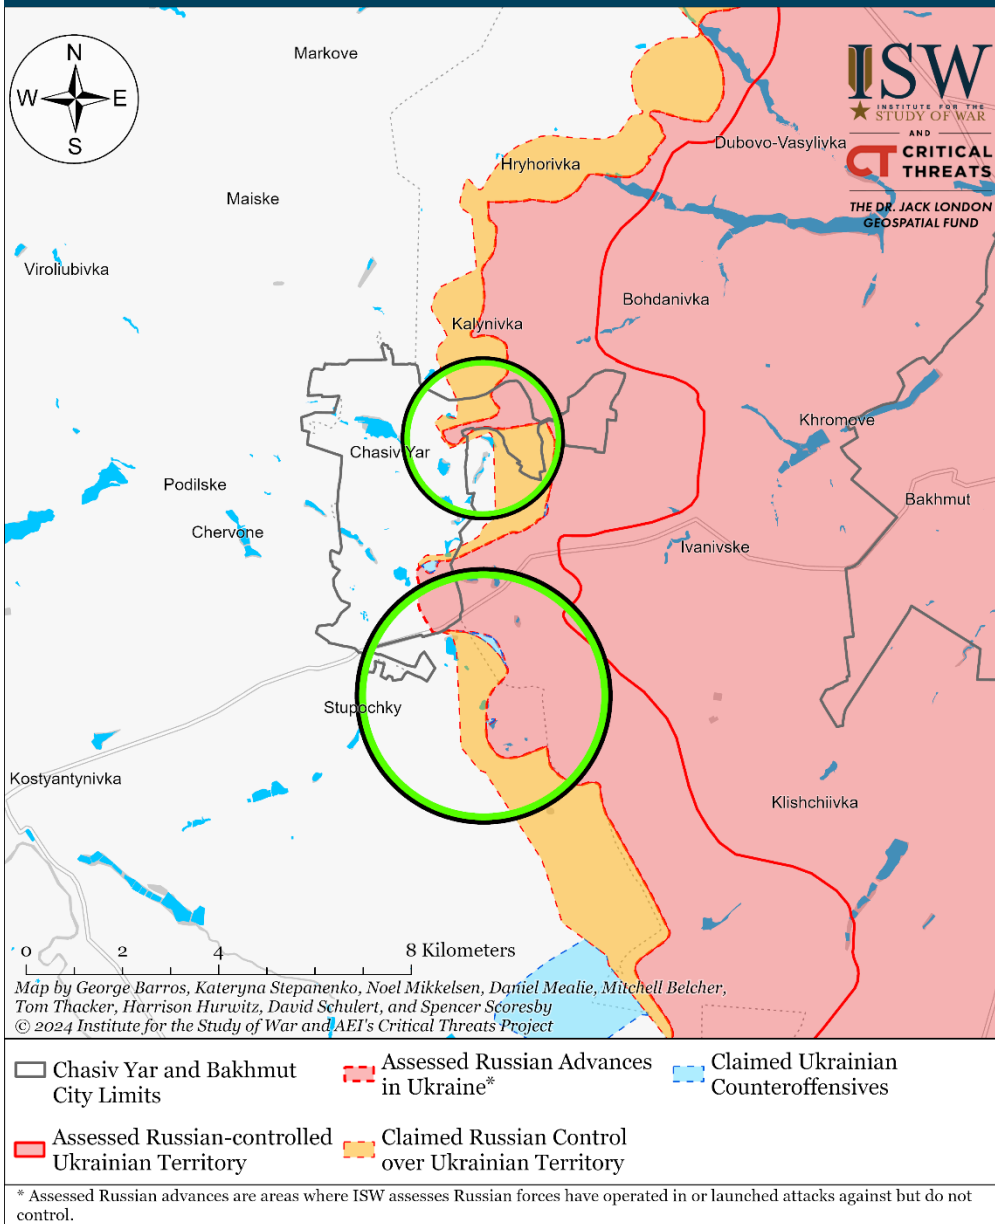 N
W
E
S
Markove
ISW
INSTITUTE FOR THE
STUDY OF WAR
AND
CT CRITICAL
THREATS
THE DR. JACK LONDON
GEOSPATIAL FUND
Dubovo-Vasylivka
Hryhorivka
Maiske
Viroliubivka
Bohdanivka
Kalynivka
Khromove
Chasiv Yar
Podilske
Bakhmut
Chervone
Ivanivske
Stupochky
Kostyantynivka
Klishchiivka
0 2 4 8 Kilometers
Map by George Barros, Kateryna Stepanenko, Noel Mikkelsen, Daniel Mealie, Mitchell Belcher,
Tom Thacker, Harrison Hurwitz, David Schulert, and Spencer Scoresby
© 2024 Institute for the Study of War and AEI's Critical Threats Project
Chasiv Yar and Bakhmut
City Limits
Assessed Russian Advances
in Ukraine*
Claimed Ukrainian
Counteroffensives
Assessed Russian-controlled
Ukrainian Territory
Claimed Russian Control
over Ukrainian Territory
* Assessed Russian advances are areas where ISW assesses Russian forces have operated in or launched attacks against but do not
control.